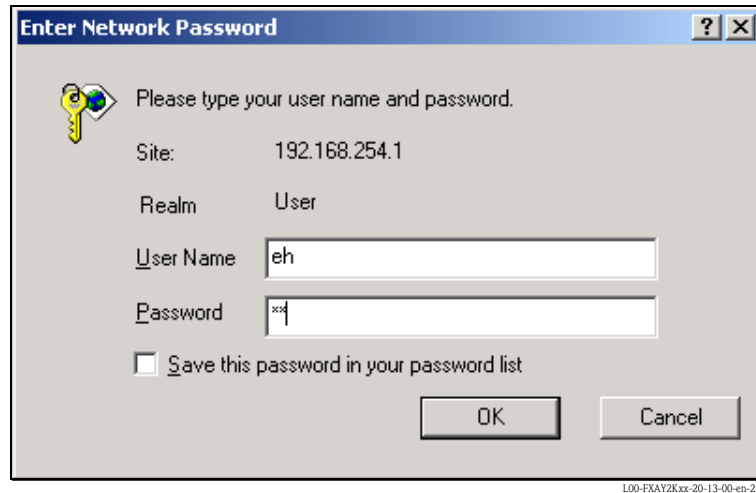 Enter Network Password
Please type your user name and password.
Site: 192.168.254.1
Realm User
User Name eh
Password **
Save this password in your password list
OK Cancel
L00-FXAY2Kxx-20-13-00-en-2